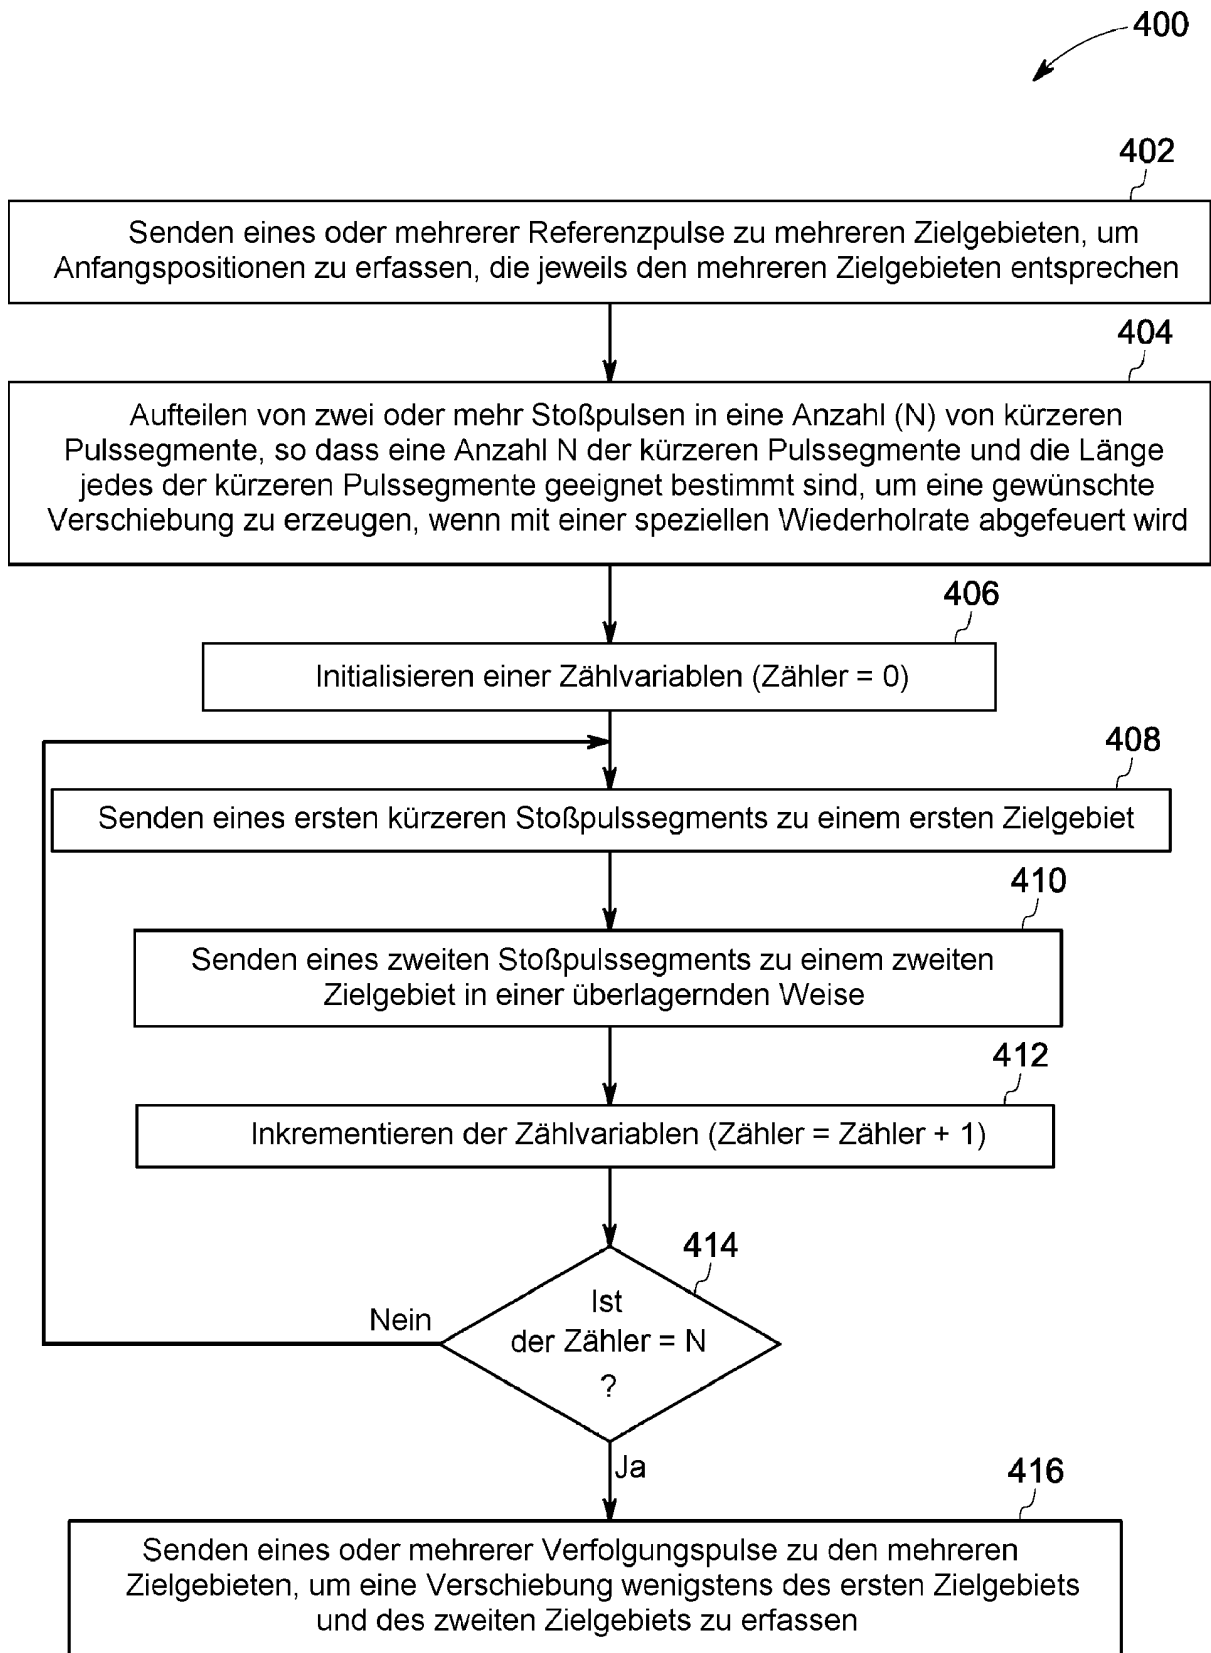 400
402
Senden eines oder mehrerer Referenzpulse zu mehreren Zielgebieten, um
Anfangspositionen zu erfassen, die jeweils den mehreren Zielgebieten entsprechen
404
Aufteilen von zwei oder mehr Stoßpulsen in eine Anzahl (N) von kürzeren
Pulssegmente, so dass eine Anzahl N der kürzeren Pulssegmente und die Länge
jedes der kürzeren Pulssegmente geeignet bestimmt sind, um eine gewünschte
Verschiebung zu erzeugen, wenn mit einer speziellen Wiederholrate abgefeuert wird
406
Initialisieren einer Zählvariablen (Zähler = 0)
408
Senden eines ersten kürzeren Stoßpulssegments zu einem ersten Zielgebiet
410
Senden eines zweiten Stoßpulssegments zu einem zweiten
Zielgebiet in einer überlagernden Weise
412
Inkrementieren der Zählvariablen (Zähler = Zähler + 1)
414
Ist
der Zähler = N
?
Nein
Ja
416
Senden eines oder mehrerer Verfolgungspulse zu den mehreren
Zielgebieten, um eine Verschiebung wenigstens des ersten Zielgebiets
und des zweiten Zielgebiets zu erfassen